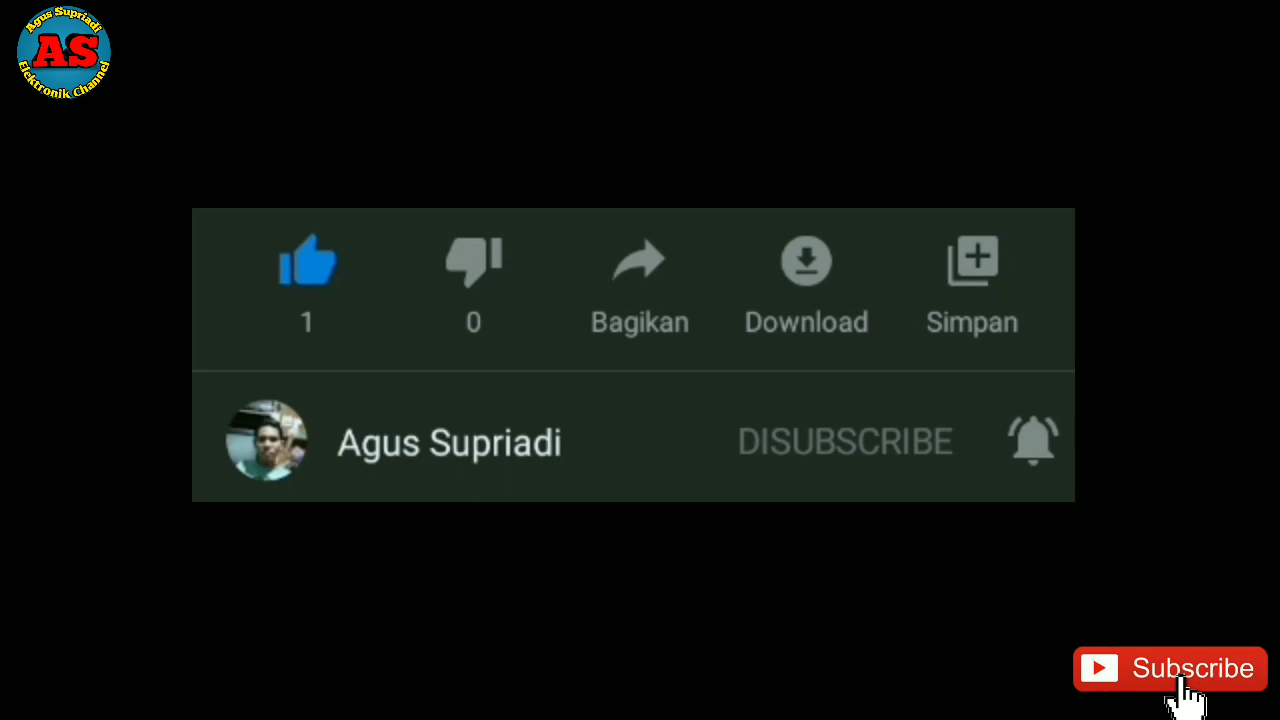 Agus Supriadi
AS
Elektronik Channel
1
0
Bagikan
Download
Simpan
Agus Supriadi
DISUBSCRIBE
Subscribe